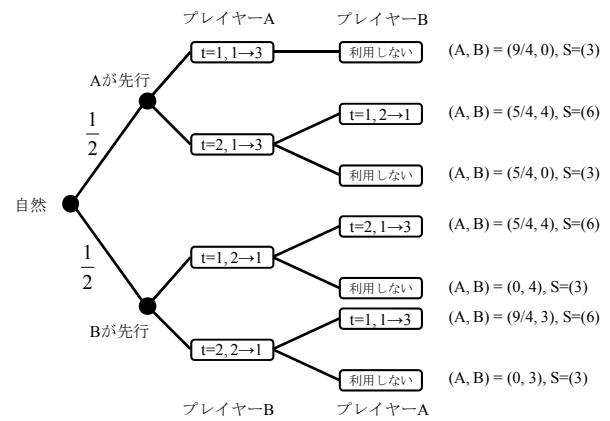 プレイヤーA プレイヤーB
t=1, 1→3 利用しない (A, B) = (9/4, 0), S=(3)
Aが先行
t=1, 2→1 (A, B) = (5/4, 4), S=(6)
1/2
t=2, 1→3
利用しない (A, B) = (5/4, 0), S=(3)
自然
t=2, 1→3 (A, B) = (5/4, 4), S=(6)
t=1, 2→1
1/2
利用しない (A, B) = (0, 4), S=(3)
t=1, 1→3 (A, B) = (9/4, 3), S=(6)
Bが先行
t=2, 2→1
利用しない (A, B) = (0, 3), S=(3)
プレイヤーB プレイヤーA